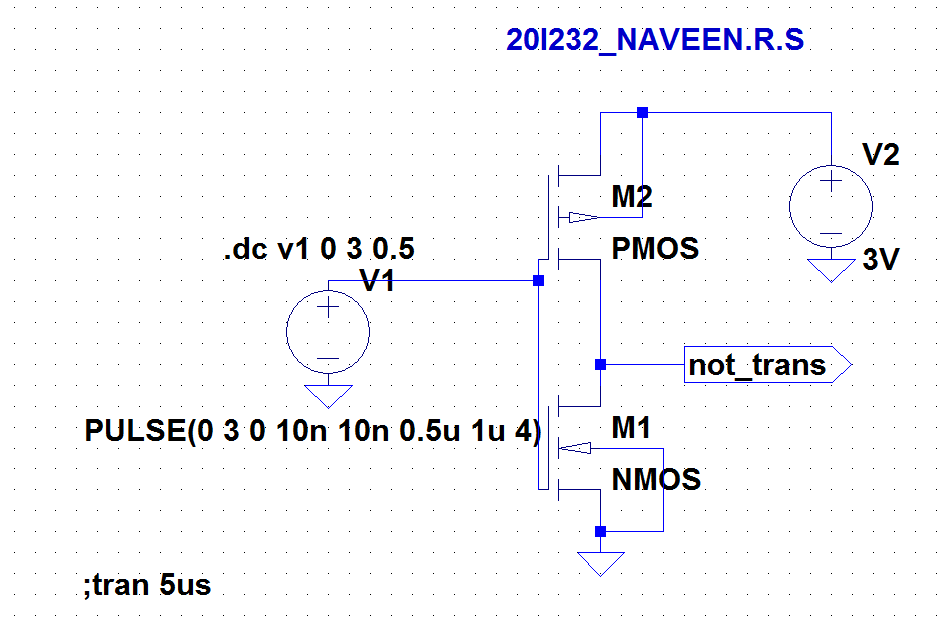 20I232_NAVEEN.R.S
V2
M2
.dc v1 0 3 0.5
PMOS
3V
V1
not_trans
PULSE(0 3 0 10n 10n 0.5u 1u 4)
M1
NMOS
;tran 5us